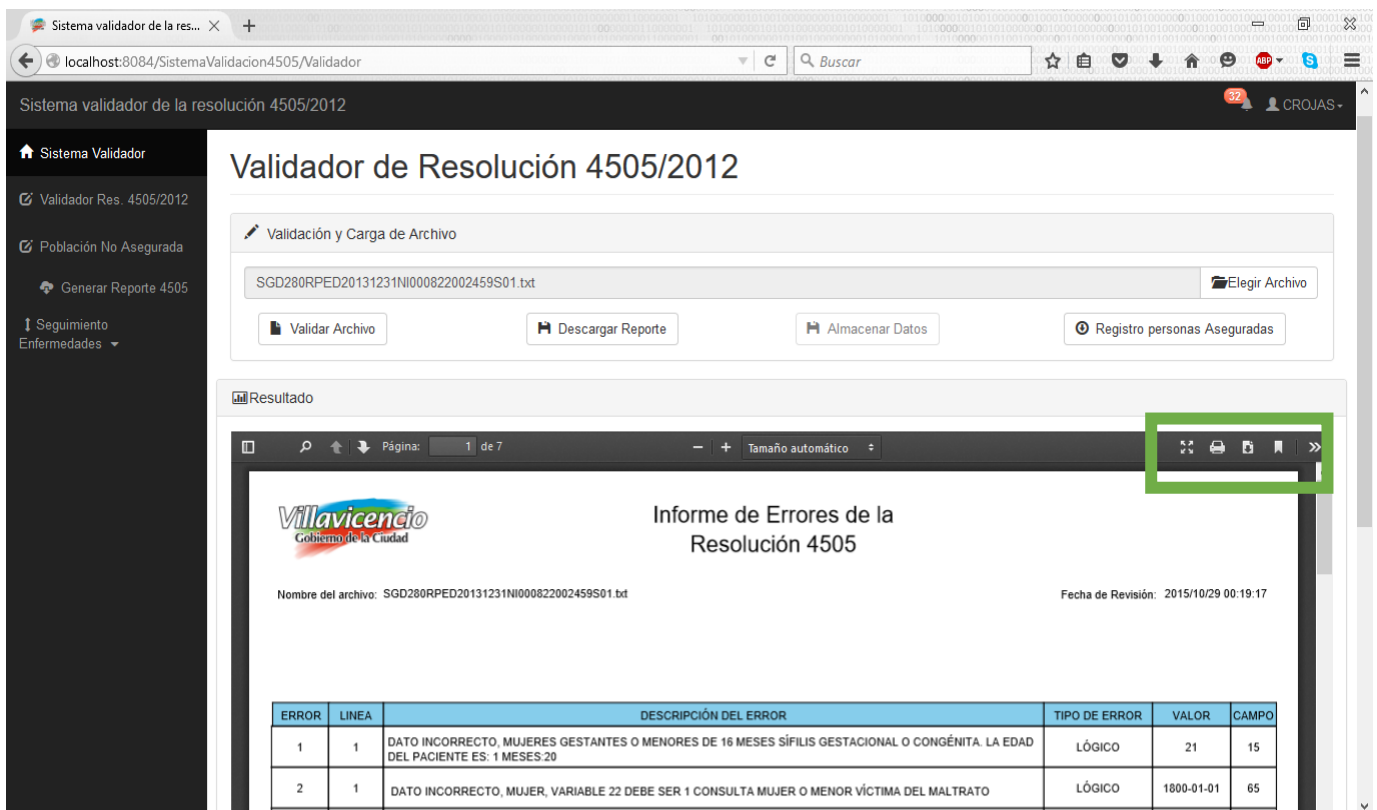 Sistema validador de la res...
localhost:8084/SistemaValidacion4505/Validador
Buscar
ABP
S
Sistema validador de la resolución 4505/2012
32
CROJAS
Sistema Validador
Validador Res. 4505/2012
Población No Asegurada
Generar Reporte 4505
Seguimiento
Enfermedades
Validador de Resolución 4505/2012
Validación y Carga de Archivo
SGD280RPED20131231NI000822002459S01.txt
Elegir Archivo
Validar Archivo
Descargar Reporte
Almacenar Datos
Registro personas Aseguradas
Resultado
Página: 1 de 7
Tamaño automático
Villavicencio
Gobierno de la Ciudad
Informe de Errores de la
Resolución 4505
Nombre del archivo: SGD280RPED20131231NI000822002459S01.txt
Fecha de Revisión: 2015/10/29 00:19:17
ERROR LINEA DESCRIPCIÓN DEL ERROR TIPO DE ERROR VALOR CAMPO
1 1 DATO INCORRECTO, MUJERES GESTANTES O MENORES DE 16 MESES SÍFILIS GESTACIONAL O CONGÉNITA. LA EDAD
DEL PACIENTE ES: 1 MESES:20 LÓGICO 21 15
2 1 DATO INCORRECTO, MUJER, VARIABLE 22 DEBE SER 1 CONSULTA MUJER O MENOR VÍCTIMA DEL MALTRATO LÓGICO 1800-01-01 65